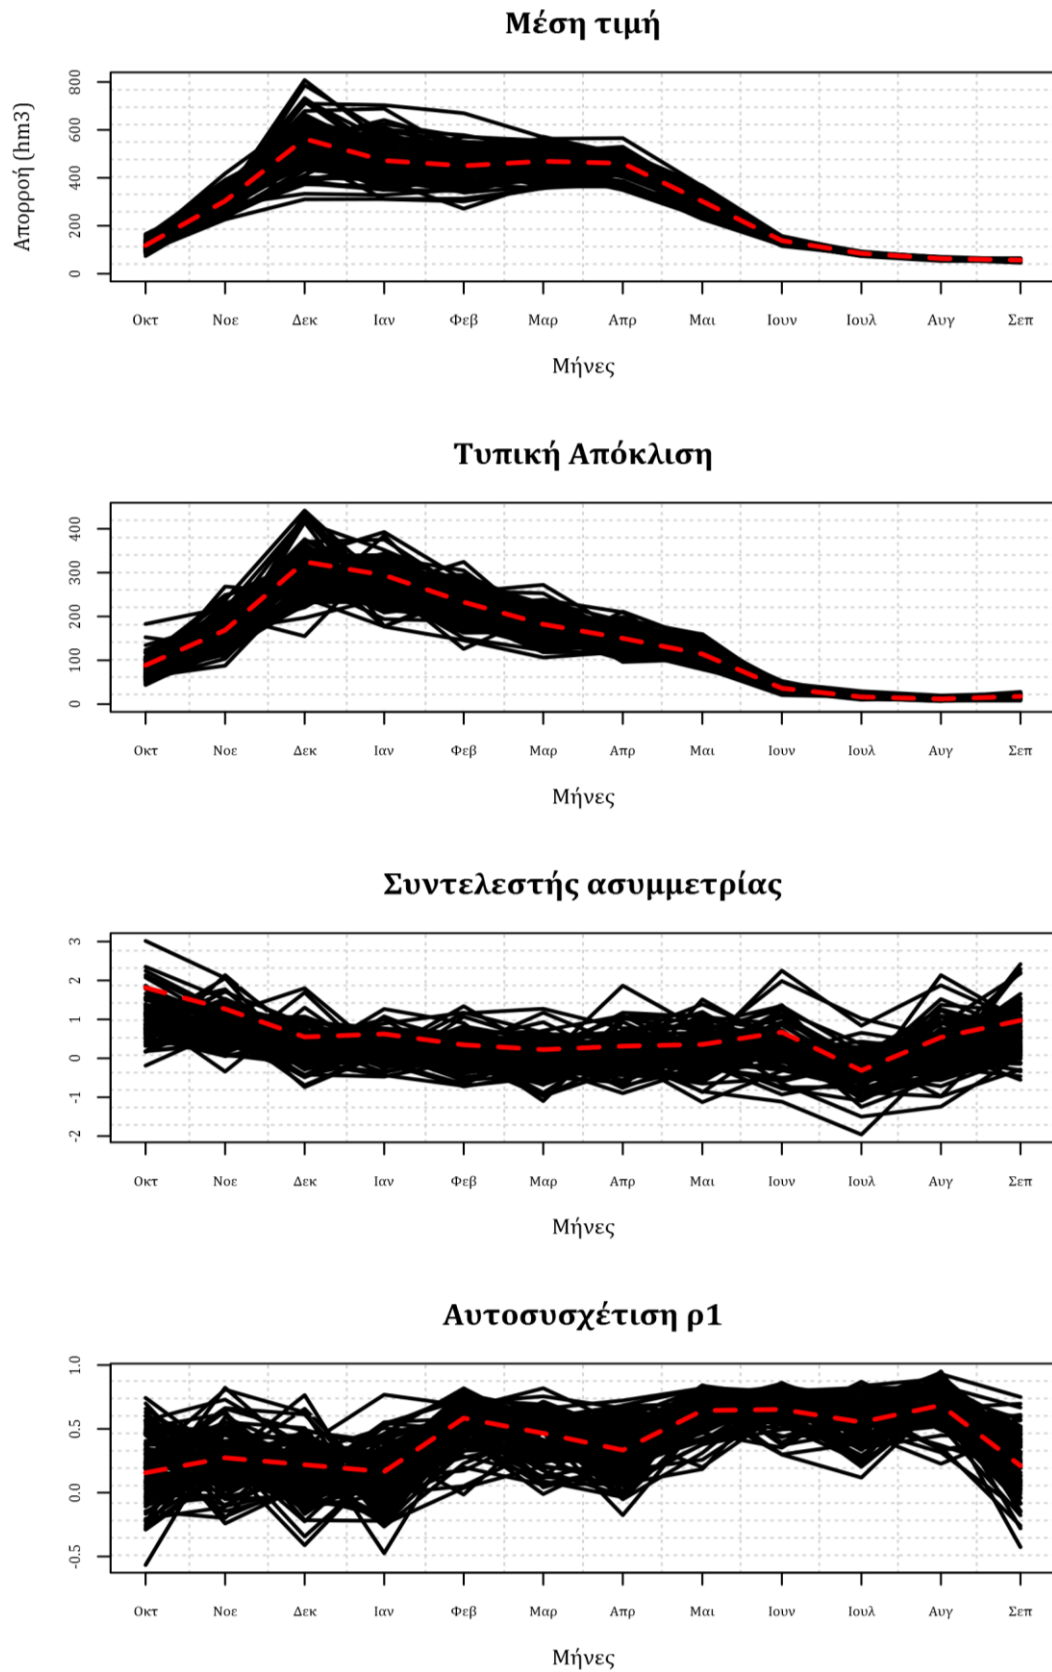 Μέση τιμή
Απορροή (hm3)
800
600
400
200
0
Οκτ Νοε Δεκ Ιαν Φεβ Μαρ Απρ Μαι Ιουν Ιουλ Αυγ Σεπ
Μήνες
Τυπική Απόκλιση
400
300
200
100
0
Οκτ Νοε Δεκ Ιαν Φεβ Μαρ Απρ Μαι Ιουν Ιουλ Αυγ Σεπ
Μήνες
Συντελεστής ασυμμετρίας
3
2
1
0
-1
-2
Οκτ Νοε Δεκ Ιαν Φεβ Μαρ Απρ Μαι Ιουν Ιουλ Αυγ Σεπ
Μήνες
Αυτοσυσχέτιση ρ1
1.0
0.5
0.0
-0.5
Οκτ Νοε Δεκ Ιαν Φεβ Μαρ Απρ Μαι Ιουν Ιουλ Αυγ Σεπ
Μήνες